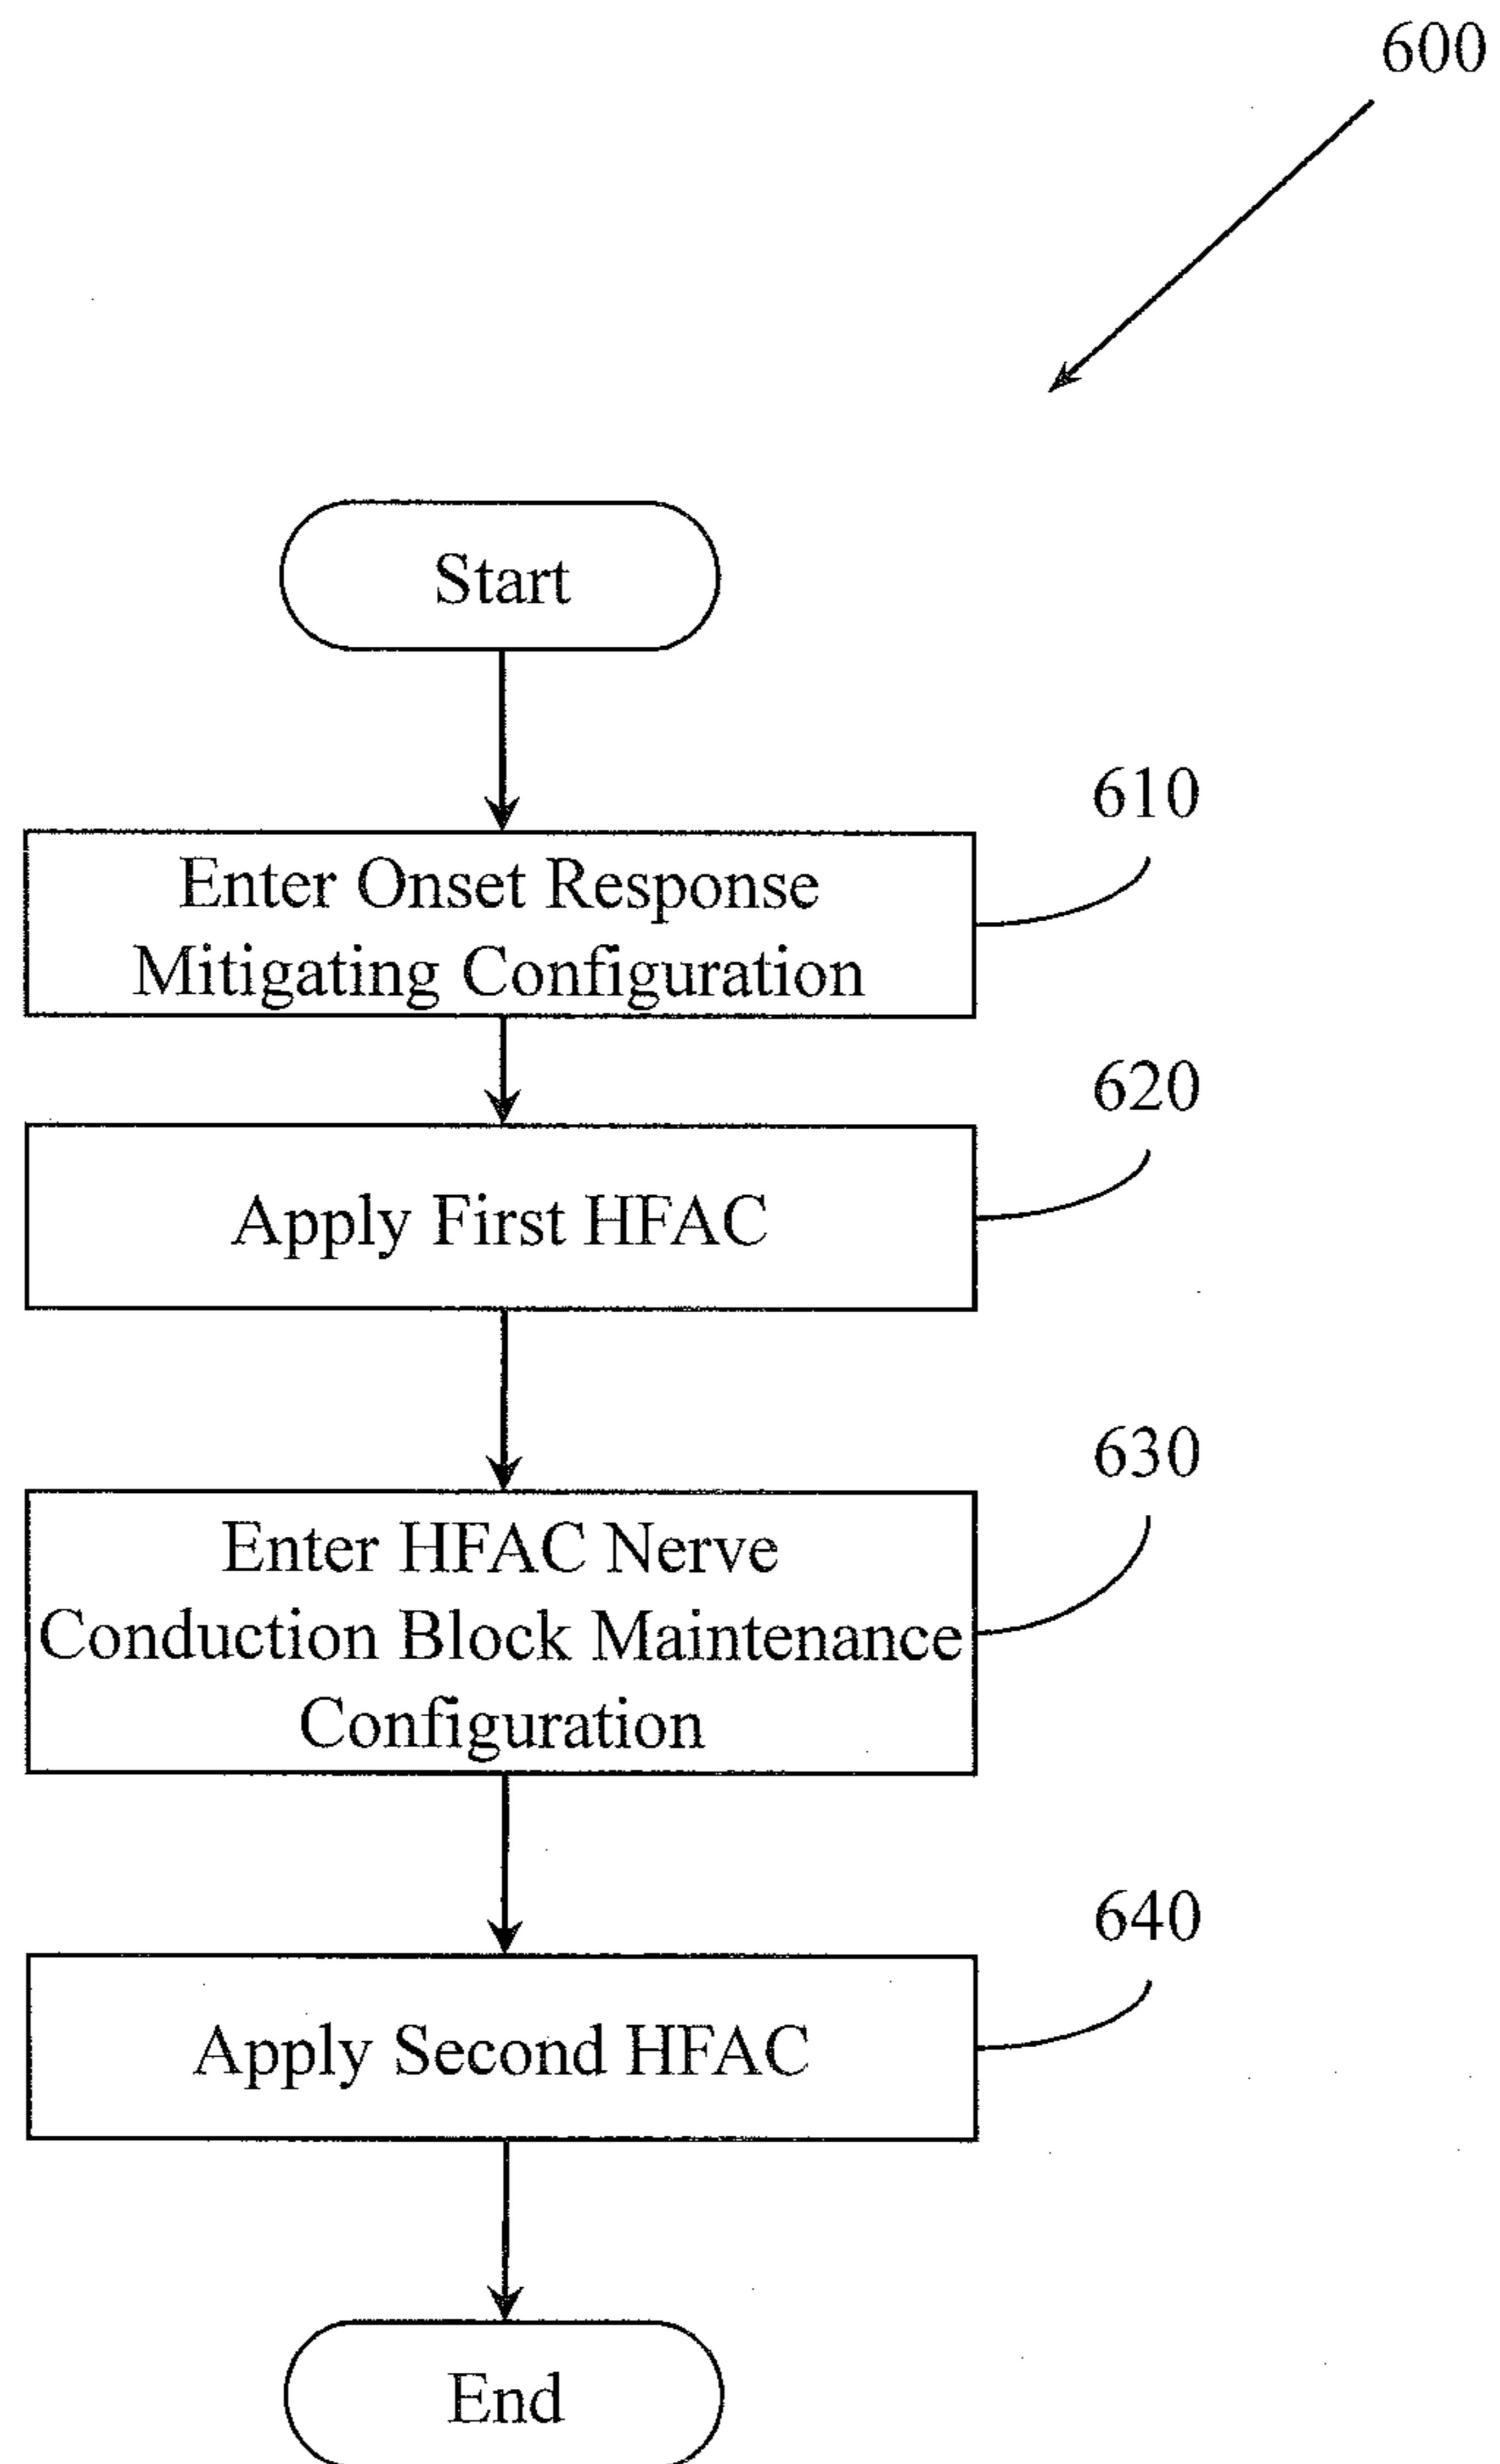 600
Start
610
Enter Onset Response
Mitigating Configuration
620
Apply First HFAC
630
Enter HFAC Nerve
Conduction Block Maintenance
Configuration
640
Apply Second HFAC
End